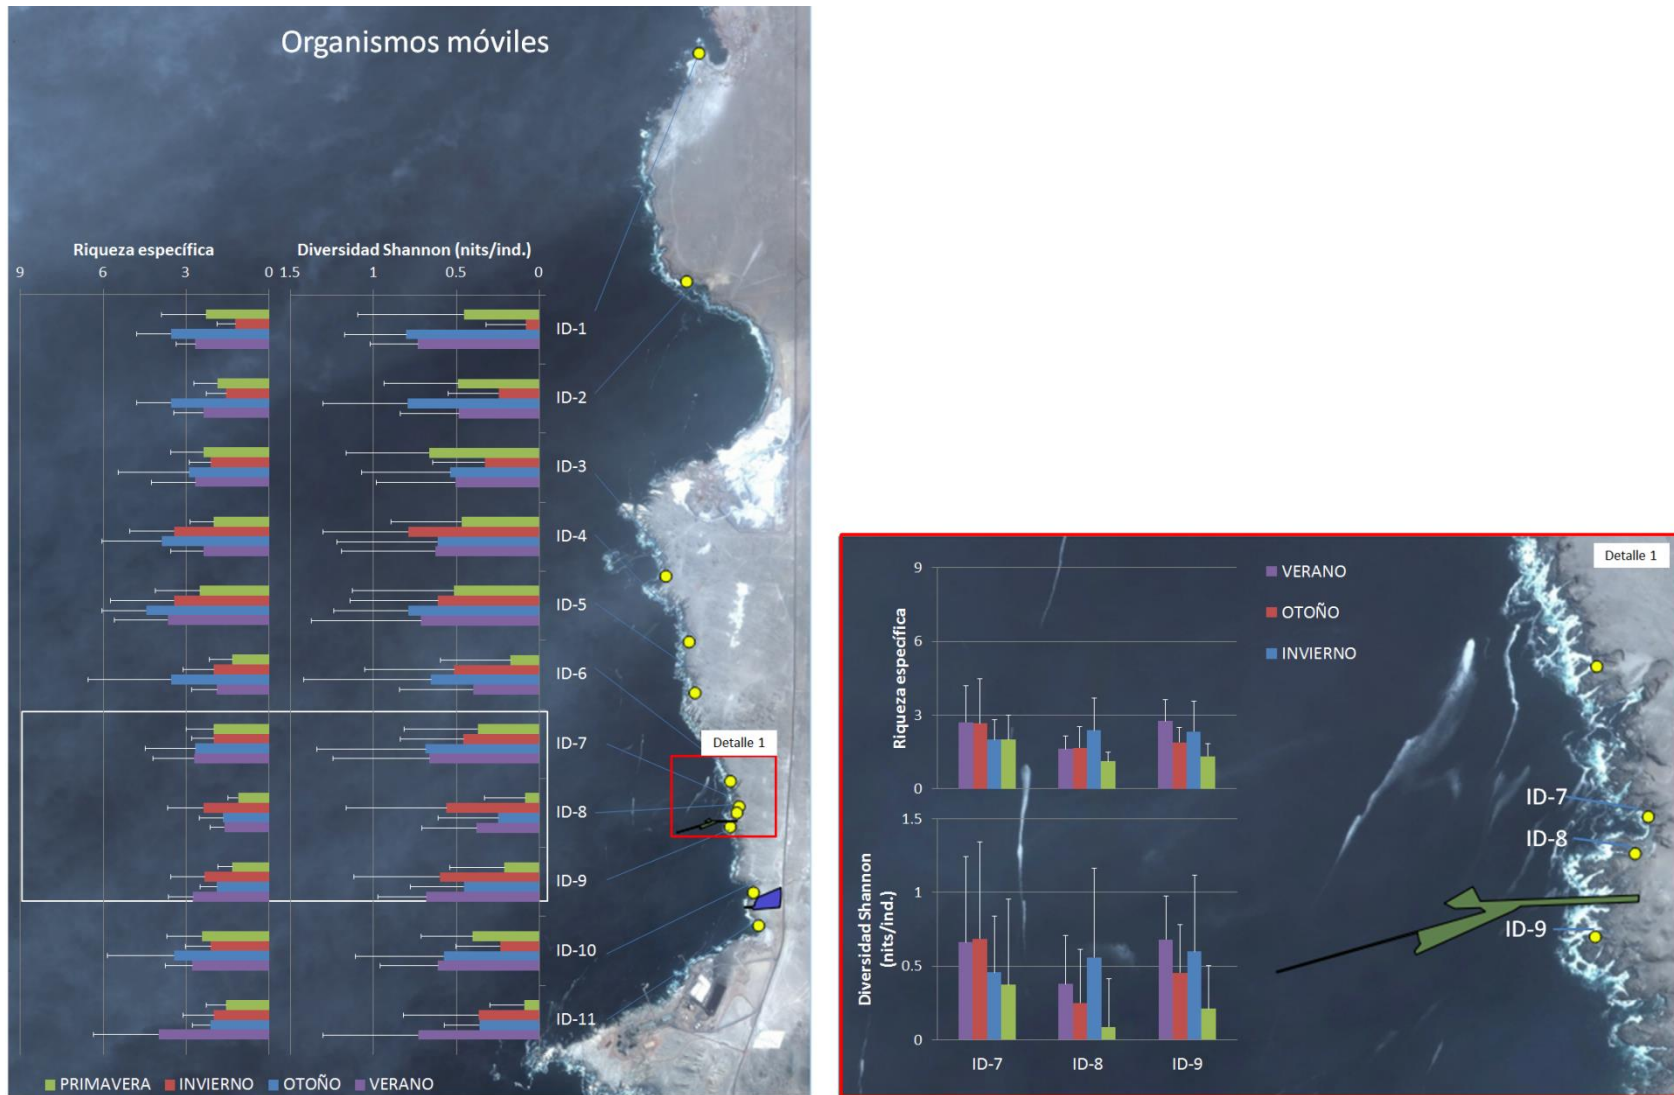 Organismos móviles
Riqueza específica
Diversidad Shannon (nits/ind.)
9 6 3 0 1.5 1 0.5 0
ID-1
ID-2
ID-3
ID-4
ID-5
ID-6
ID-7
ID-8
ID-9
ID-10
ID-11
Detalle 1
PRIMAVERA INVIERNO OTOÑO VERANO
Detalle 1
VERANO
OTOÑO
INVIERNO
Riqueza específica
9
6
3
0
Diversidad Shannon
(nits/ind.)
1.5
1
0.5
0
ID-7 ID-8 ID-9
ID-7
ID-8
ID-9